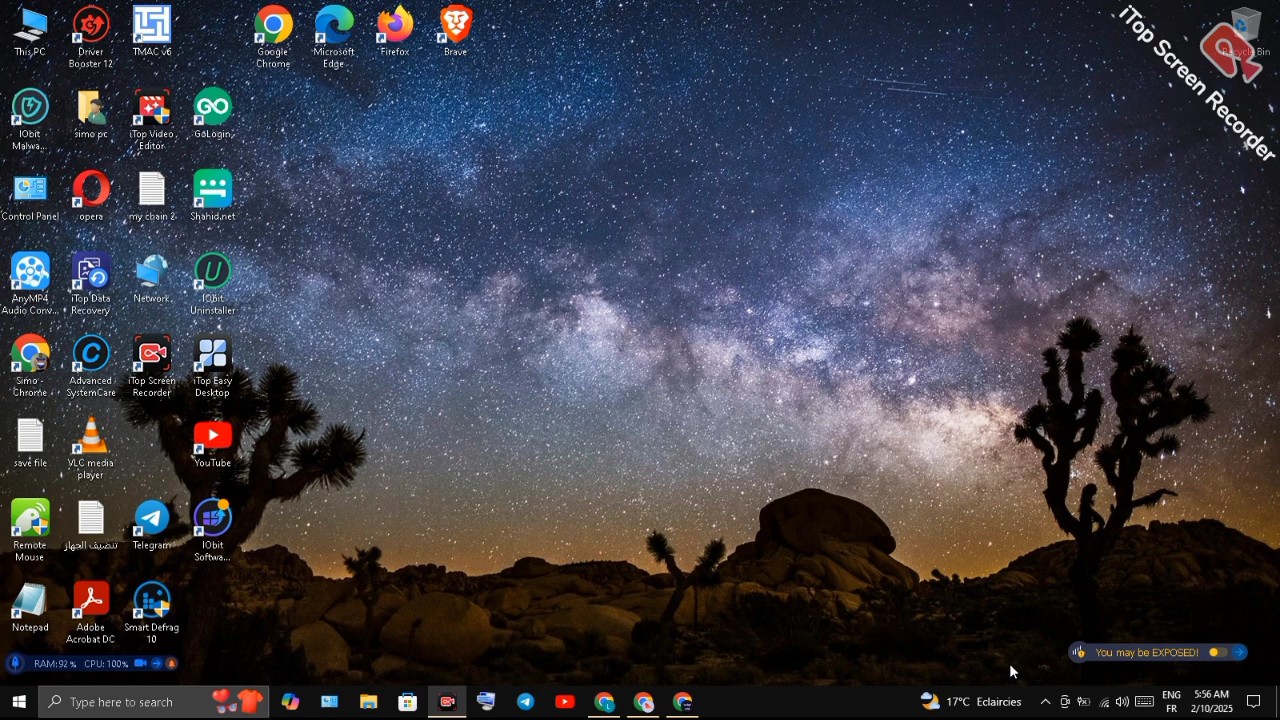 This PC
Driver
Booster 12
TMAC v6
Google
Chrome
Microsoft
Edge
Firefox
Brave
Recycle Bin
iTop Screen Recorder
IObit
Malwa...
simo pc
iTop Video
Editor
GoLogin
Control Panel
opera
my chain 2
Shahid.net
AnyMP4
Audio Conv...
iTop Data
Recovery
Network
IObit
Uninstaller
Simo -
Chrome
Advanced
SystemCare
iTop Screen
Recorder
iTop Easy
Desktop
save file
VLC media
player
YouTube
Remote
Mouse
تنضيف الجهاز
Telegram
IObit
Softwa...
Notepad
Adobe
Acrobat DC
Smart Defrag
10
RAM:92 % CPU: 100%
You may be EXPOSED!
Type here to search
17°C Eclaircies
ENG
FR
5:56 AM
2/10/2025